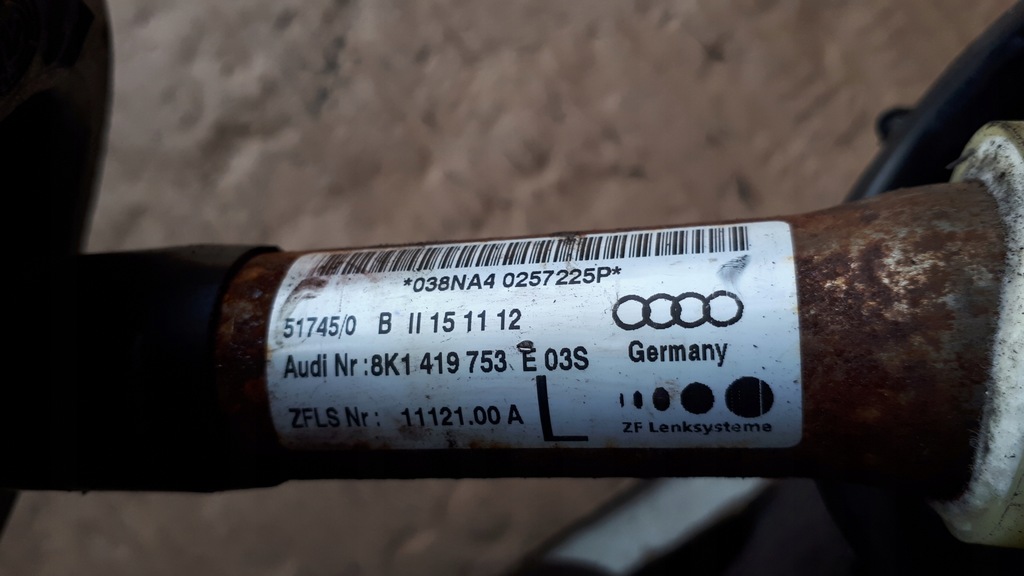 *038NA4 0257225P*
51745/0 B II 15 11 12
Audi Nr:8K1 419 753 E 03S
Germany
ZFLS Nr: 11121.00 A
L
ZF Lenksysteme